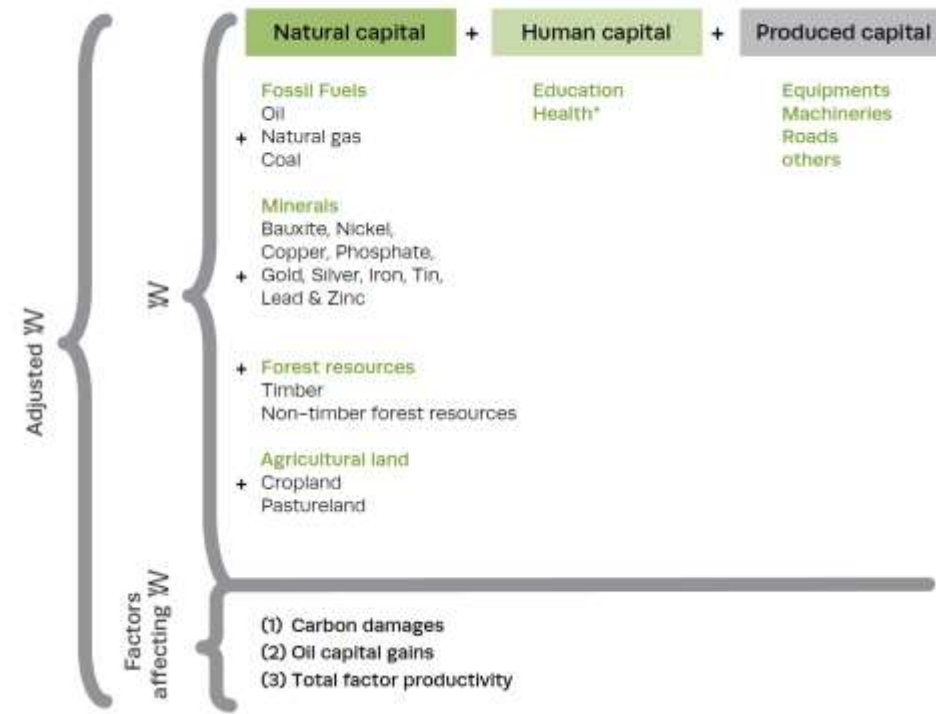 Natural capital + Human capital + Produced capital
Fossil Fuels
Oil
+ Natural gas
Coal
Minerals
Bauxite, Nickel,
Copper, Phosphate,
+ Gold, Silver, Iron, Tin,
Lead & Zinc
+ Forest resources
Timber
Non-timber forest resources
Agricultural land
+ Cropland
Pastureland
Education
Health*
Equipments
Machineries
Roads
others
Adjusted W
W
Factors
affecting W
(1) Carbon damages
(2) Oil capital gains
(3) Total factor productivity